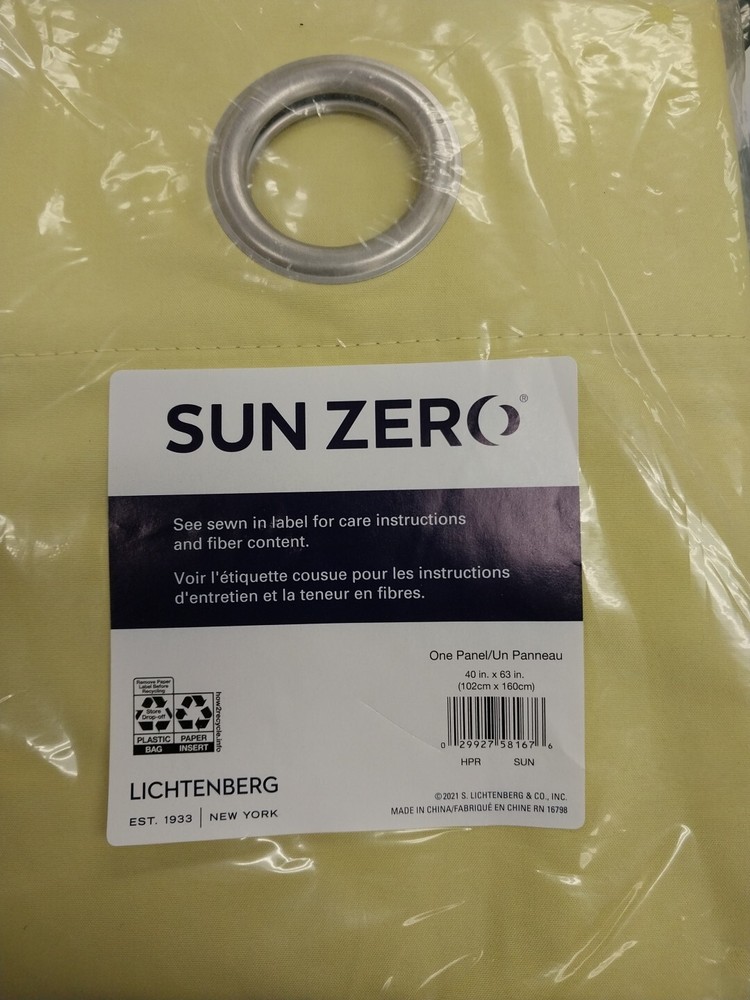 SUN ZERO®
See sewn in label for care instructions
and fiber content.
Voir l'étiquette cousue pour les instructions
d'entretien et la teneur en fibres.
One Panel/Un Panneau
40 in. x 63 in.
(102cm x 160cm)
Remove Paper
Label Before
Recycling
Store
Drop-off
PLASTIC
BAG
PAPER
INSERT
how2recycle.info
0 29927 58167 6
HPR SUN
LICHTENBERG
EST. 1933 | NEW YORK
©2021 S. LICHTENBERG & CO., INC.
MADE IN CHINA/FABRIQUÉ EN CHINE RN 16798